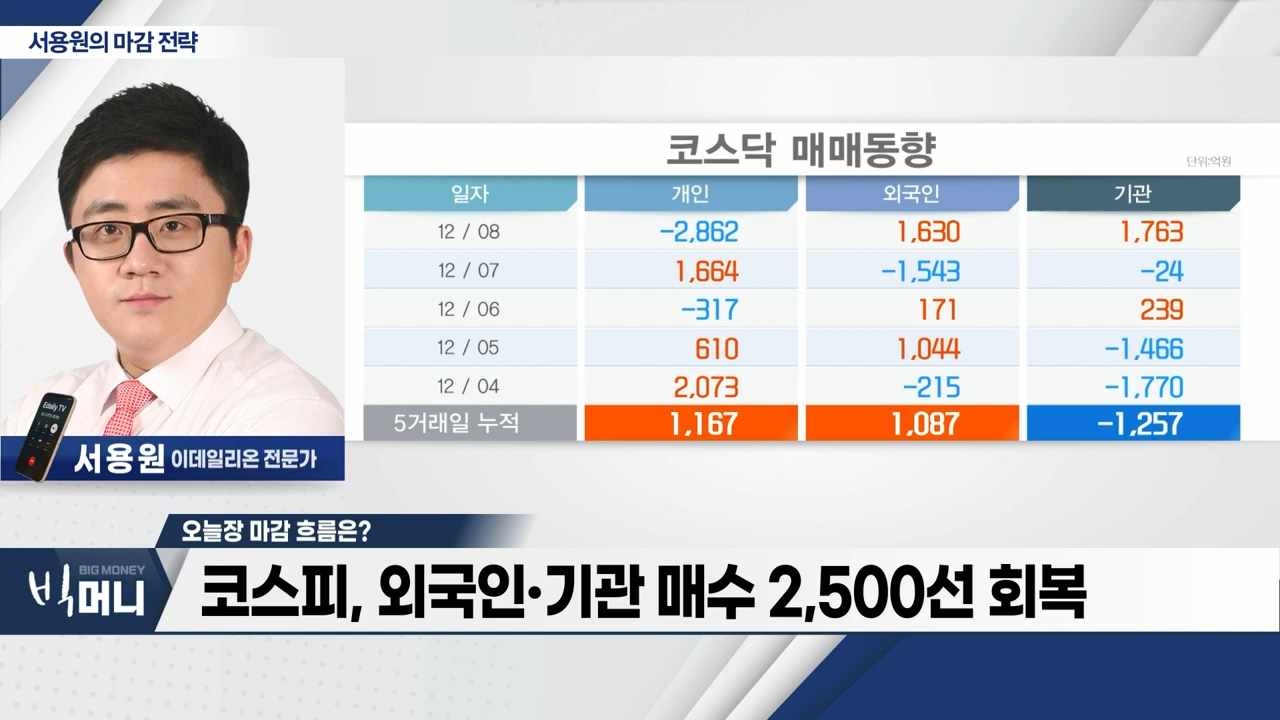 서용원의 마감 전략
코스닥 매매동향
단위:억원
일자 개인 외국인 기관
12 / 08 -2,862 1,630 1,763
12 / 07 1,664 -1,543 -24
12 / 06 -317 171 239
12 / 05 610 1,044 -1,466
12 / 04 2,073 -215 -1,770
5거래일 누적 1,167 1,087 -1,257
Edaily TV
서용원 이데일리온 전문가
오늘장 마감 흐름은?
BIG MONEY
빅머니
코스피, 외국인·기관 매수 2,500선 회복